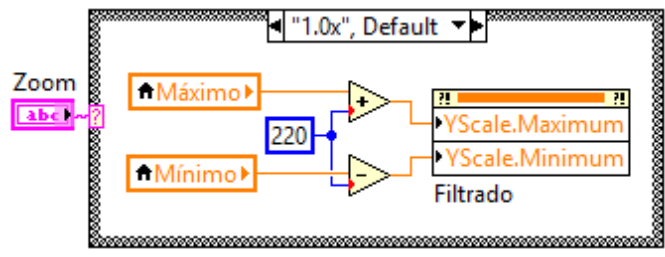 "1.0x", Default
Zoom
abc
?
Máximo
220
Mínimo
+
-
?! ?!
YScale.Maximum
YScale.Minimum
Filtrado